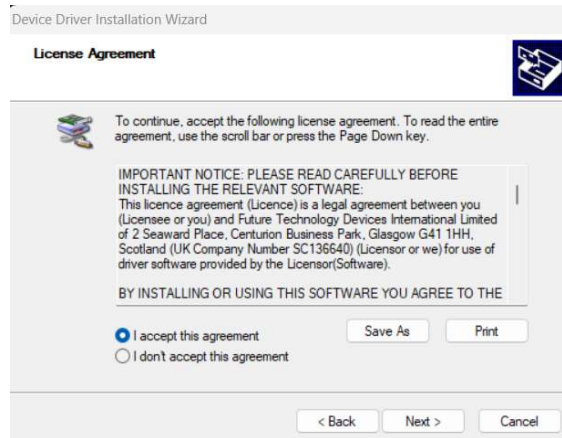 Device Driver Installation Wizard
License Agreement
To continue, accept the following license agreement. To read the entire
agreement, use the scroll bar or press the Page Down key.
IMPORTANT NOTICE: PLEASE READ CAREFULLY BEFORE
INSTALLING THE RELEVANT SOFTWARE:
This licence agreement (Licence) is a legal agreement between you
(Licensee or you) and Future Technology Devices International Limited
of 2 Seaward Place, Centurion Business Park, Glasgow G41 1HH,
Scotland (UK Company Number SC136640) (Licensor or we) for use of
driver software provided by the Licensor(Software).
BY INSTALLING OR USING THIS SOFTWARE YOU AGREE TO THE
I accept this agreement
Save As
Print
I don't accept this agreement
< Back
Next >
Cancel